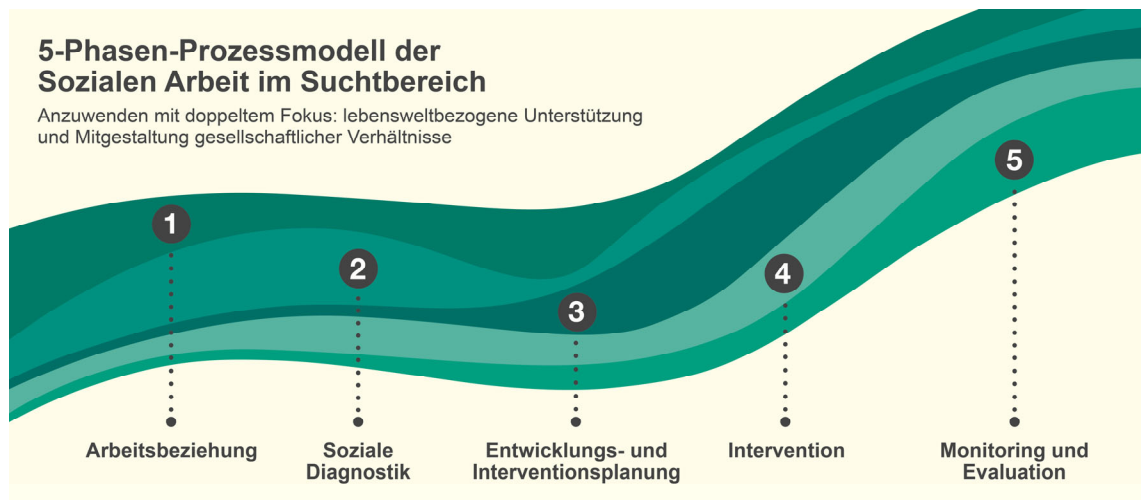 5-Phasen-Prozessmodell der
Sozialen Arbeit im Suchtbereich
Anzuwenden mit doppeltem Fokus: lebensweltbezogene Unterstützung
und Mitgestaltung gesellschaftlicher Verhältnisse
1
2
3
4
5
Arbeitsbeziehung
Soziale
Diagnostik
Entwicklungs- und
Interventionsplanung
Intervention
Monitoring und
Evaluation